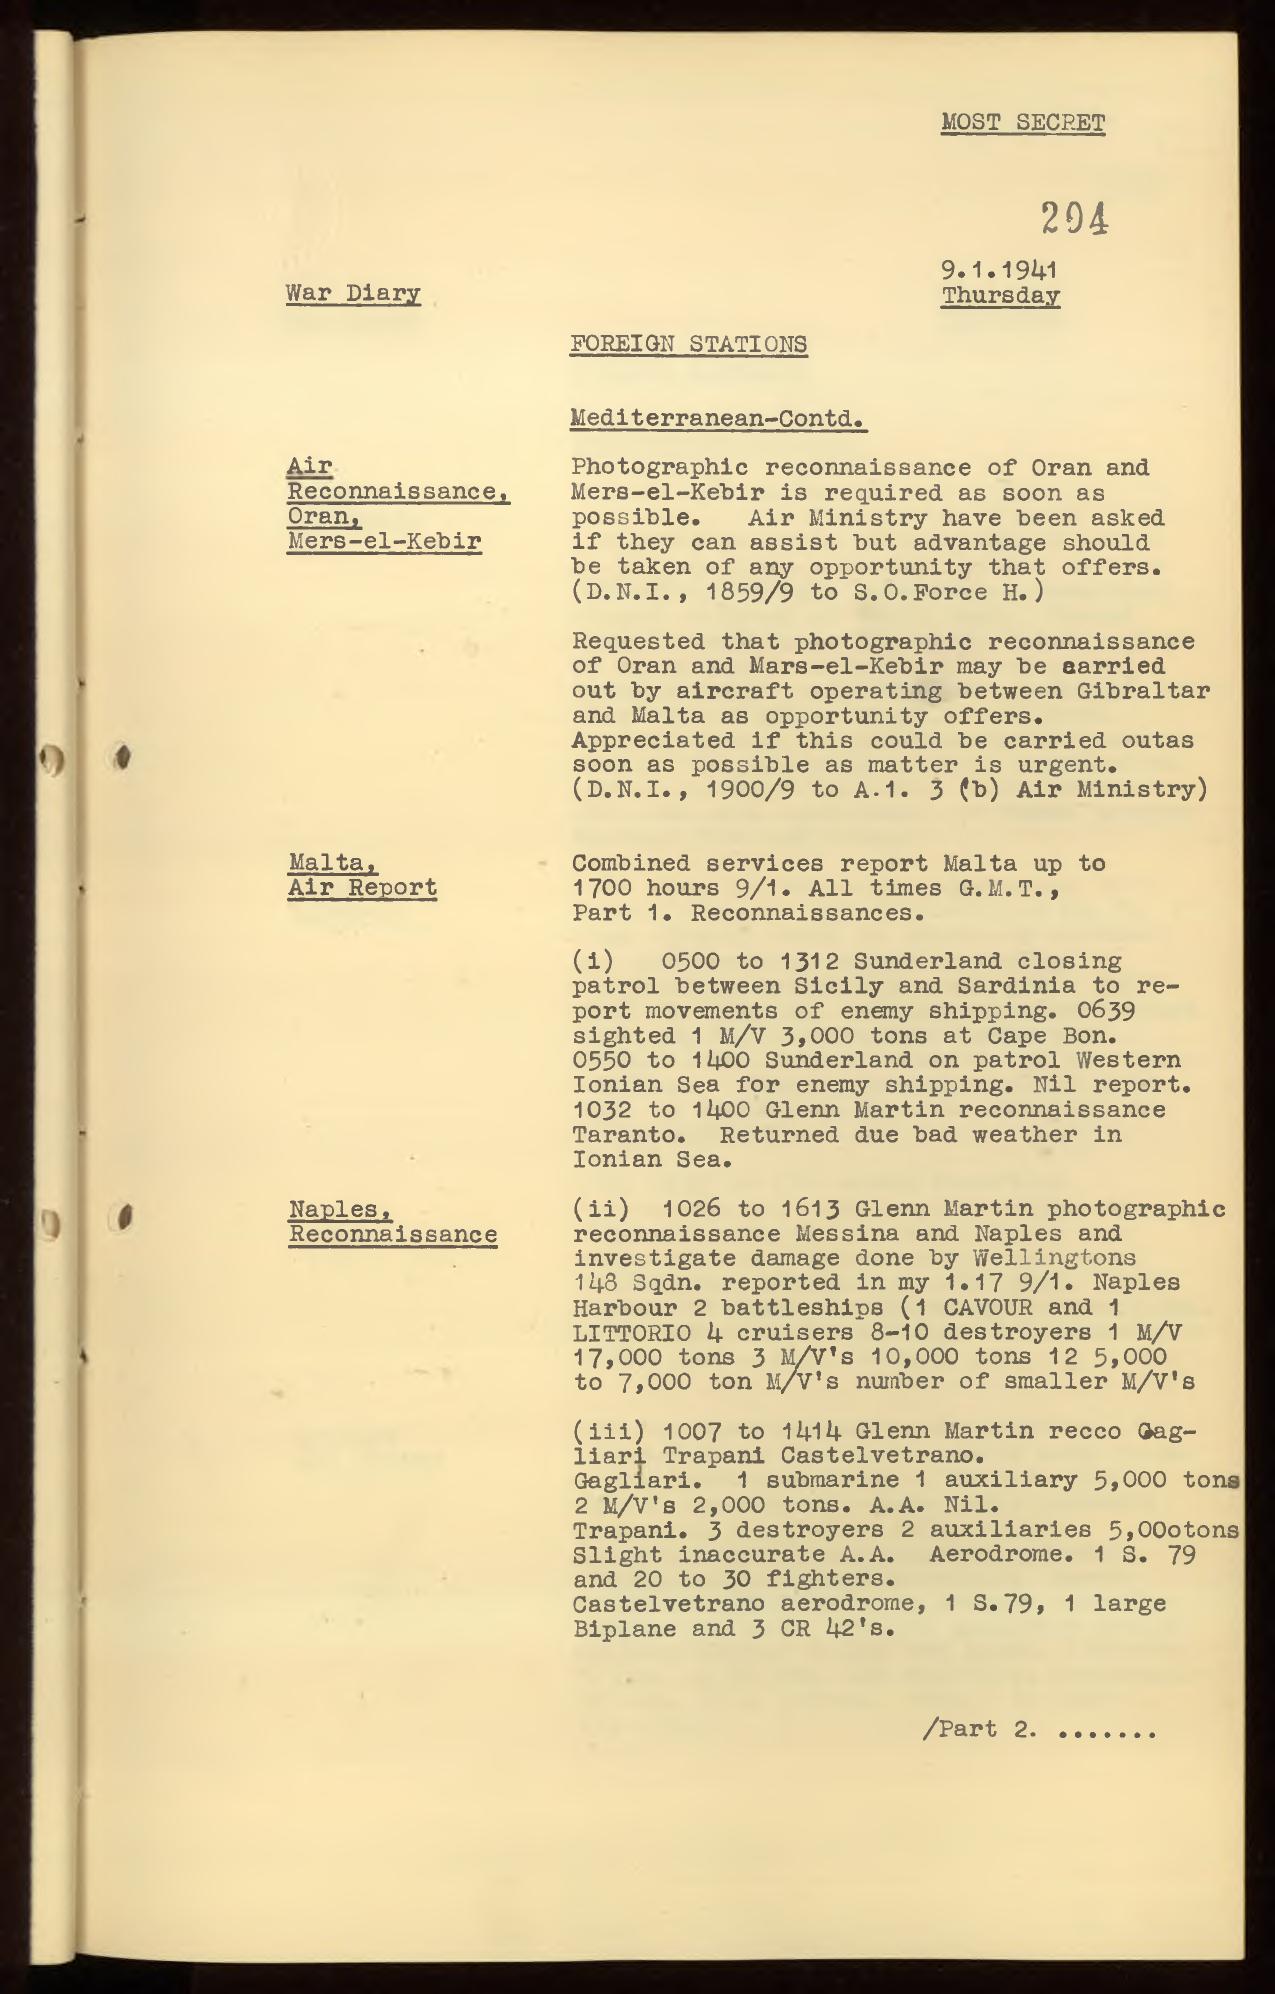 MOST SECRET
294
9.1.1941
War Diary
Thursday
FOREIGN STATIONS
Mediterranean-Contd.
Air
Reconnaissance,
Oran,
Mers-el-Kebir
Photographic reconnaissance of Oran and
Mers-el-Kebir is required as soon as
possible. Air Ministry have been asked
if they can assist but advantage should
be taken of any opportunity that offers.
(D.N.I., 1859/9 to S.O.Force H.)
Requested that photographic reconnaissance
of Oran and Mars-el-Kebir may be carried
out by aircraft operating between Gibraltar
and Malta as opportunity offers.
Appreciated if this could be carried outas
soon as possible as matter is urgent.
(D.N.I., 1900/9 to A.1. 3 (b) Air Ministry)
Malta,
Air Report
Combined services report Malta up to
1700 hours 9/1. All times G.M.T.,
Part 1. Reconnaissances.
(i) 0500 to 1312 Sunderland closing
patrol between Sicily and Sardinia to re-
port movements of enemy shipping. 0639
sighted 1 M/V 3,000 tons at Cape Bon.
0550 to 1400 Sunderland on patrol Western
Ionian Sea for enemy shipping. Nil report.
1032 to 1400 Glenn Martin reconnaissance
Taranto. Returned due bad weather in
Ionian Sea.
Naples,
Reconnaissance
(ii) 1026 to 1613 Glenn Martin photographic
reconnaissance Messina and Naples and
investigate damage done by Wellingtons
148 Sqdn. reported in my 1.17 9/1. Naples
Harbour 2 battleships (1 CAVOUR and 1
LITTORIO 4 cruisers 8-10 destroyers 1 M/V
17,000 tons 3 M/V's 10,000 tons 12 5,000
to 7,000 ton M/V's number of smaller M/V's
(iii) 1007 to 1414 Glenn Martin recco Gag-
liari Trapani Castelvetrano.
Gagliari. 1 submarine 1 auxiliary 5,000 tons
2 M/V's 2,000 tons. A.A. Nil.
Trapani. 3 destroyers 2 auxiliaries 5,00otons
Slight inaccurate A.A. Aerodrome. 1 S. 79
and 20 to 30 fighters.
Castelvetrano aerodrome, 1 S.79, 1 large
Biplane and 3 CR 42's.
/Part 2. .......